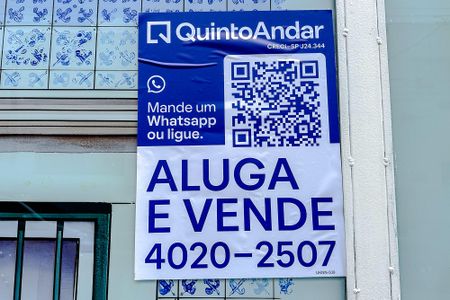 QuintoAndar
CRECI-SP J24.344
Mande um
Whatsapp
ou ligue.
ALUGA
E VENDE
4020-2507